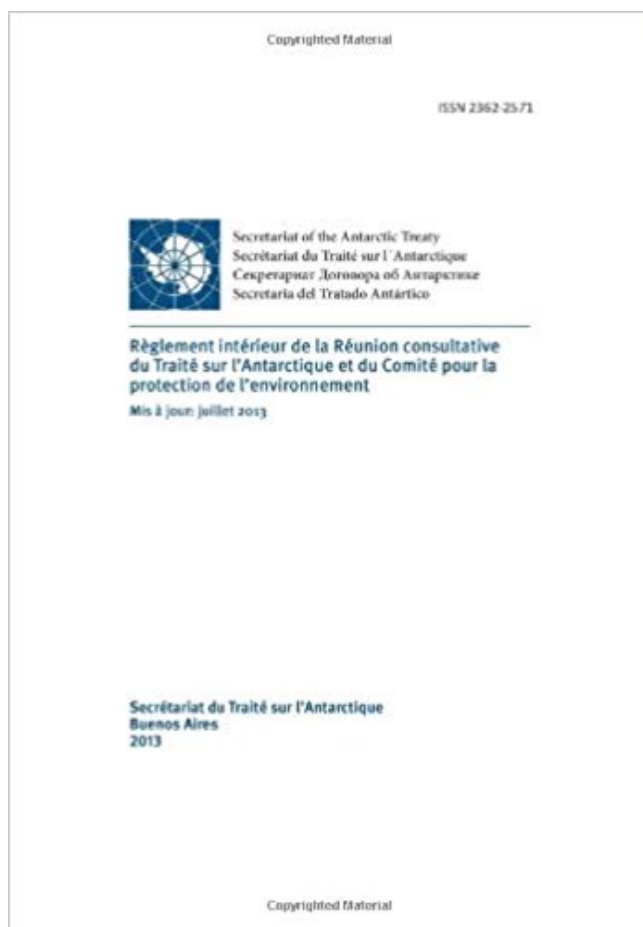 Copyrighted Material
ISSN 2362-2571
Secretariat of the Antarctic Treaty
Secrétariat du Traité sur l´Antarctique
Секретариат Договора об Антарктике
Secretaría del Tratado Antártico
Règlement intérieur de la Réunion consultative
du Traité sur l'Antarctique et du Comité pour la
protection de l'environnement
Mis à jour: juillet 2013
Secrétariat du Traité sur l'Antarctique
Buenos Aires
2013
Copyrighted Material